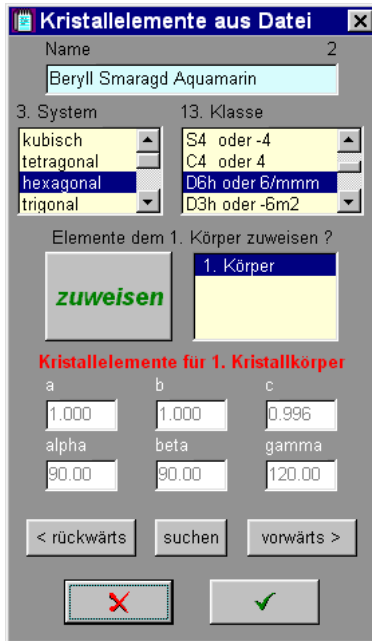 Kristallelemente aus Datei
Name 2
Beryll Smaragd Aquamarin
3. System 13. Klasse
kubisch
tetragonal
hexagonal
trigonal
S4 oder -4
C4 oder 4
D6h oder 6/mmm
D3h oder -6m2
Elemente dem 1. Körper zuweisen ?
zuweisen
1. Körper
Kristallelemente für 1. Kristallkörper
a b c
1.000 1.000 0.996
alpha beta gamma
90.00 90.00 120.00
< rückwärts suchen vorwärts >